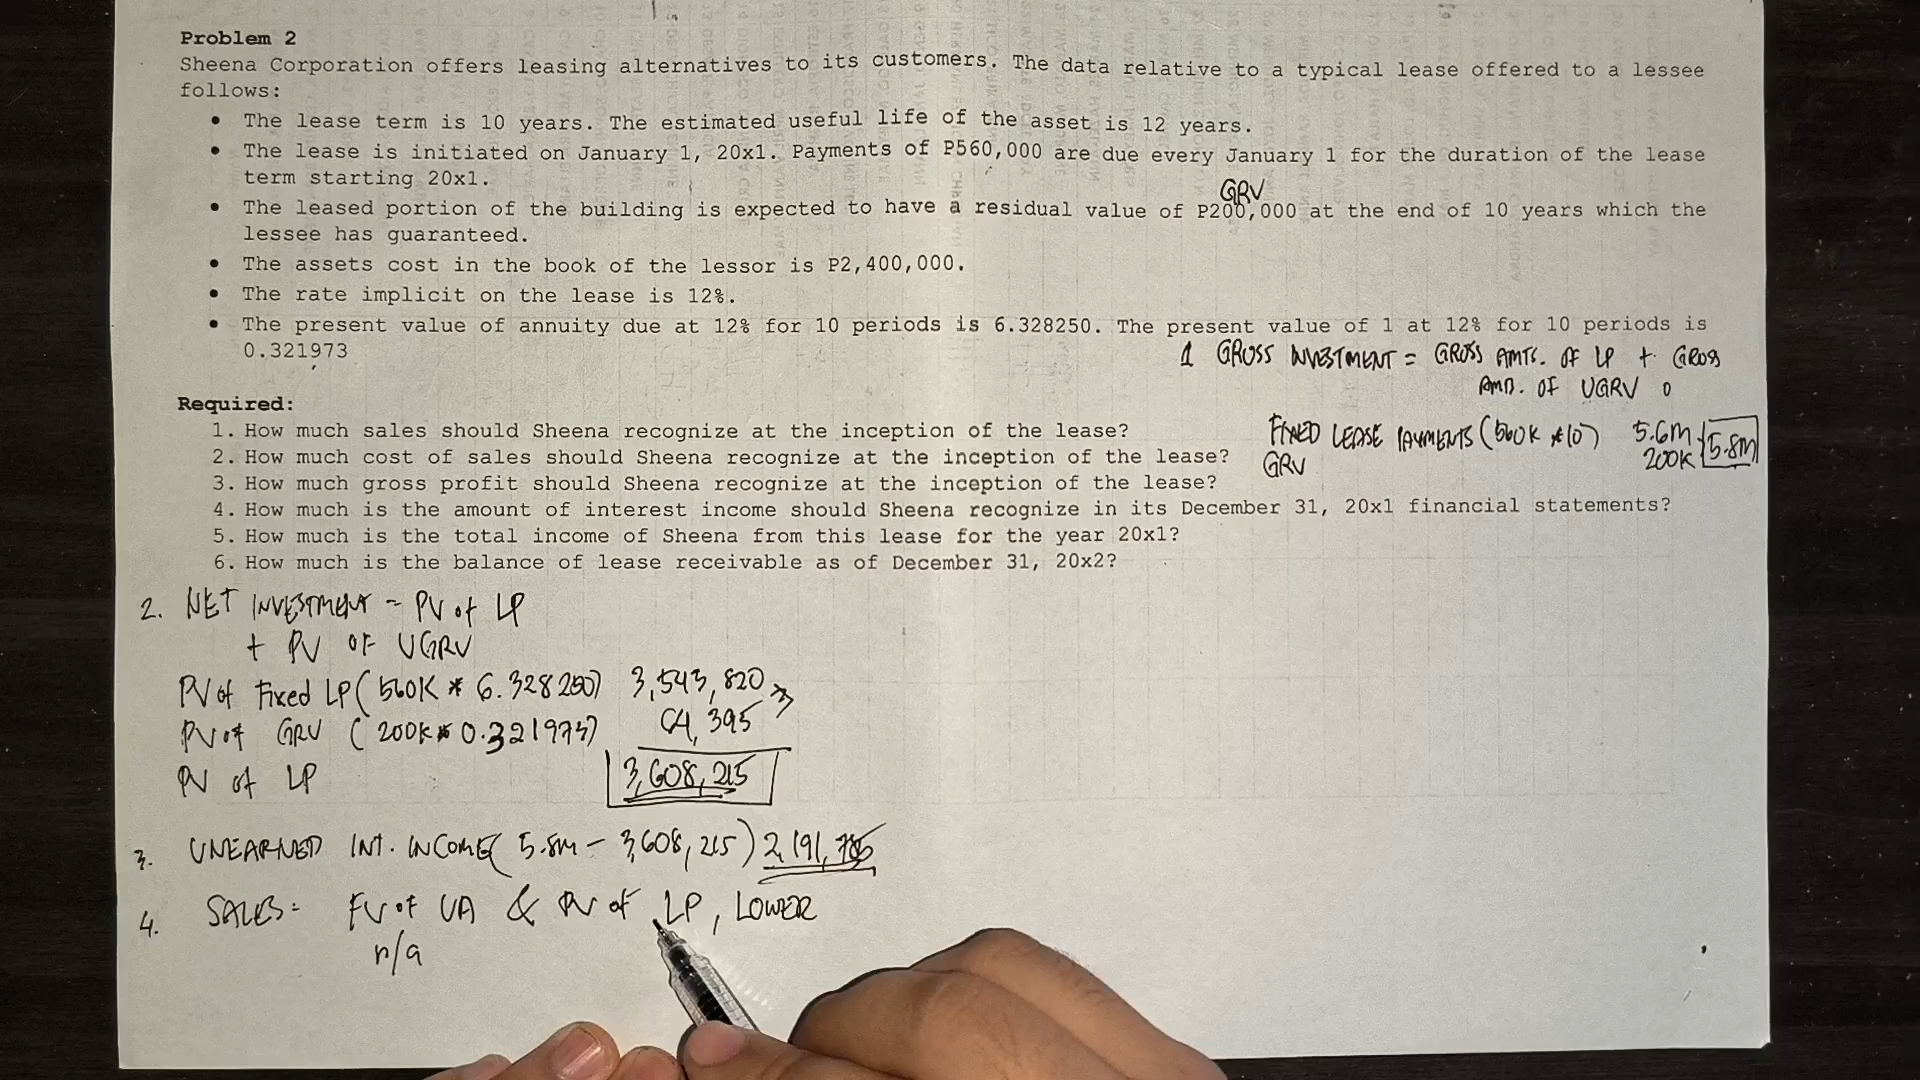 Problem 2
Sheena Corporation offers leasing alternatives to its customers. The data relative to a typical lease offered to a lessee
follows:
• The lease term is 10 years. The estimated useful life of the asset is 12 years.
• The lease is initiated on January 1, 20x1. Payments of P560,000 are due every January 1 for the duration of the lease
term starting 20x1.
GRV
• The leased portion of the building is expected to have a residual value of P200,000 at the end of 10 years which the
lessee has guaranteed.
• The assets cost in the book of the lessor is P2,400,000.
• The rate implicit on the lease is 12%.
• The present value of annuity due at 12% for 10 periods is 6.328250. The present value of 1 at 12% for 10 periods is
0.321973
1 GROSS INVESTMENT = GROSS AMTS. OF LP + GROSS
AMT. OF UGRV 0
Required:
1. How much sales should Sheena recognize at the inception of the lease?
2. How much cost of sales should Sheena recognize at the inception of the lease?
3. How much gross profit should Sheena recognize at the inception of the lease?
4. How much is the amount of interest income should Sheena recognize in its December 31, 20x1 financial statements?
5. How much is the total income of Sheena from this lease for the year 20x1?
6. How much is the balance of lease receivable as of December 31, 20x2?
FIXED LEASE PAYMENTS (560K * 10) 5.6M
GRV 200K
5.8M
2. NET INVESTMENT = PV of LP
+ PV OF UGRV
PV of Fixed LP (560K * 6.328250) 3,543,820
PV of GRV (200K * 0.321973) 64,395
PV of LP 3,608,215
3. UNEARNED INT. INCOME (5.8M - 3,608,215) 2,191,785
4. SALES = FV of UA & PV of LP, LOWER
n/a